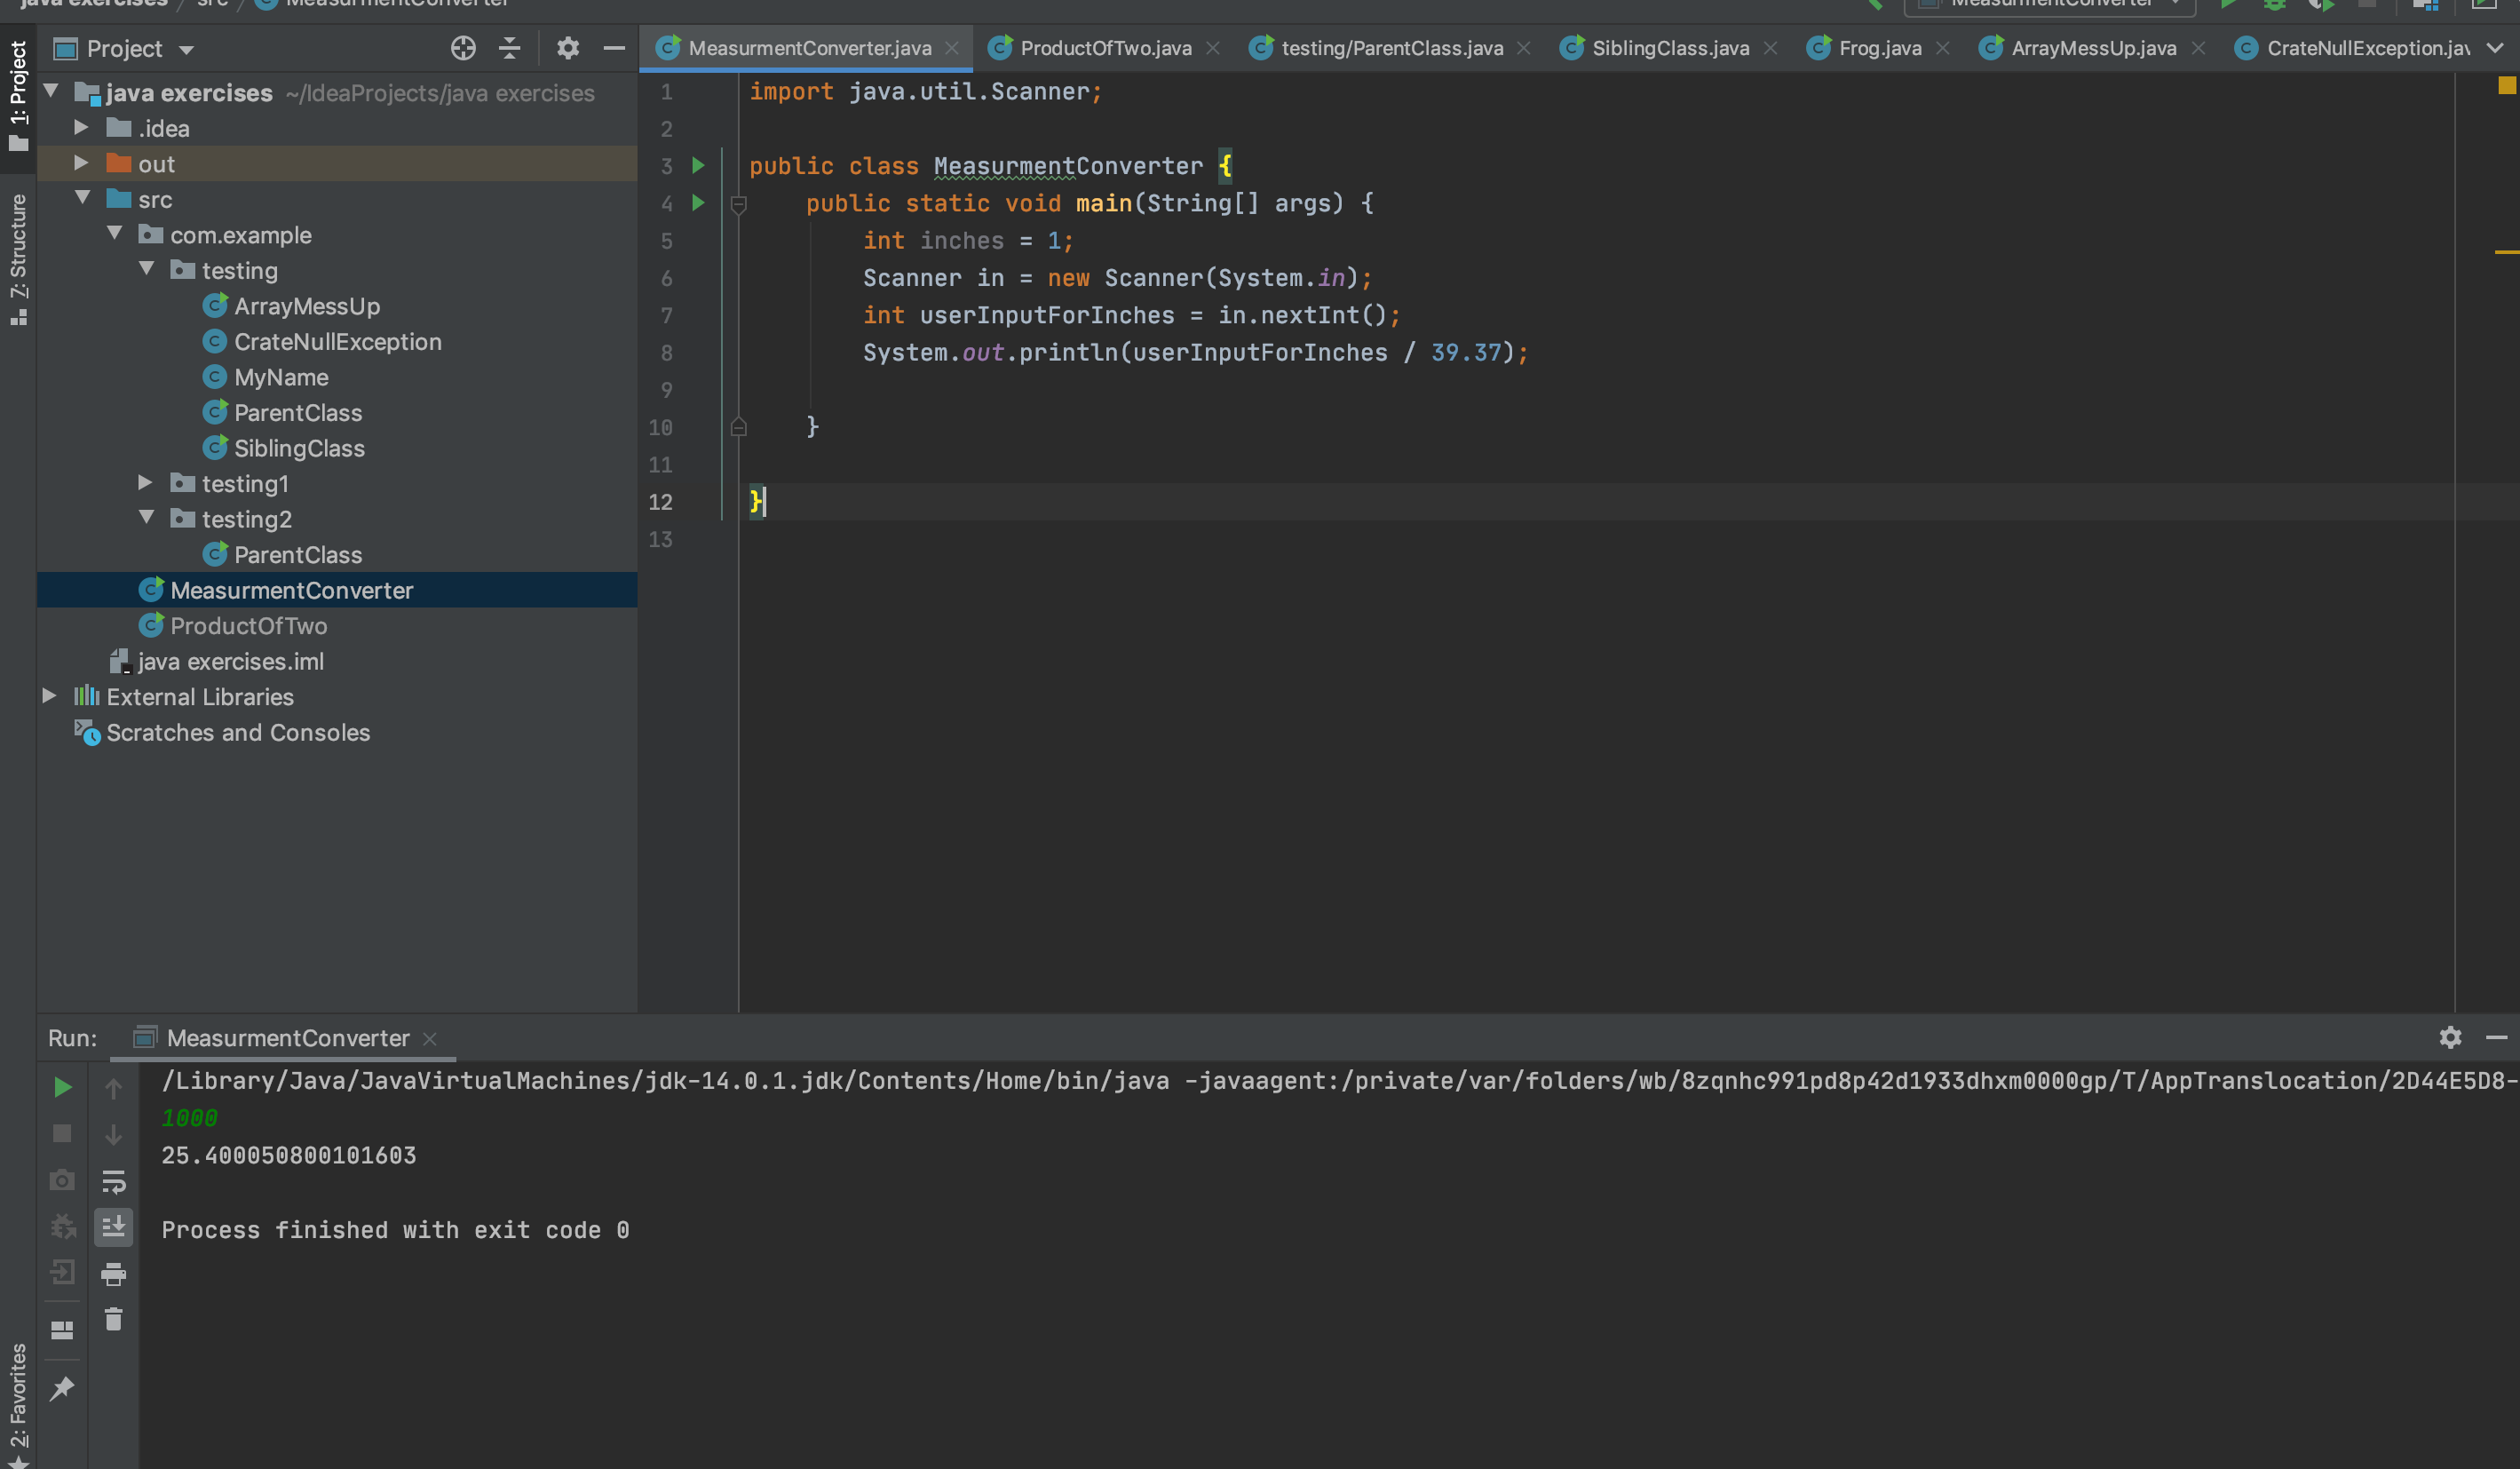 java exercises / src / MeasurmentConverter
MeasurmentConverter
1: Project
7: Structure
2: Favorites
Project
java exercises ~/IdeaProjects/java exercises
.idea
out
src
com.example
testing
ArrayMessUp
CrateNullException
MyName
ParentClass
SiblingClass
testing1
testing2
ParentClass
MeasurmentConverter
ProductOfTwo
java exercises.iml
External Libraries
Scratches and Consoles
MeasurmentConverter.java ProductOfTwo.java testing/ParentClass.java SiblingClass.java Frog.java ArrayMessUp.java CrateNullException.jav
1 import java.util.Scanner;
2
3 public class MeasurmentConverter {
4 public static void main(String[] args) {
5 int inches = 1;
6 Scanner in = new Scanner(System.in);
7 int userInputForInches = in.nextInt();
8 System.out.println(userInputForInches / 39.37);
9
10 }
11
12 }
13
Run: MeasurmentConverter
/Library/Java/JavaVirtualMachines/jdk-14.0.1.jdk/Contents/Home/bin/java -javaagent:/private/var/folders/wb/8zqnhc991pd8p42d1933dhxm0000gp/T/AppTranslocation/2D44E5D8-
1000
25.400050800101603
Process finished with exit code 0